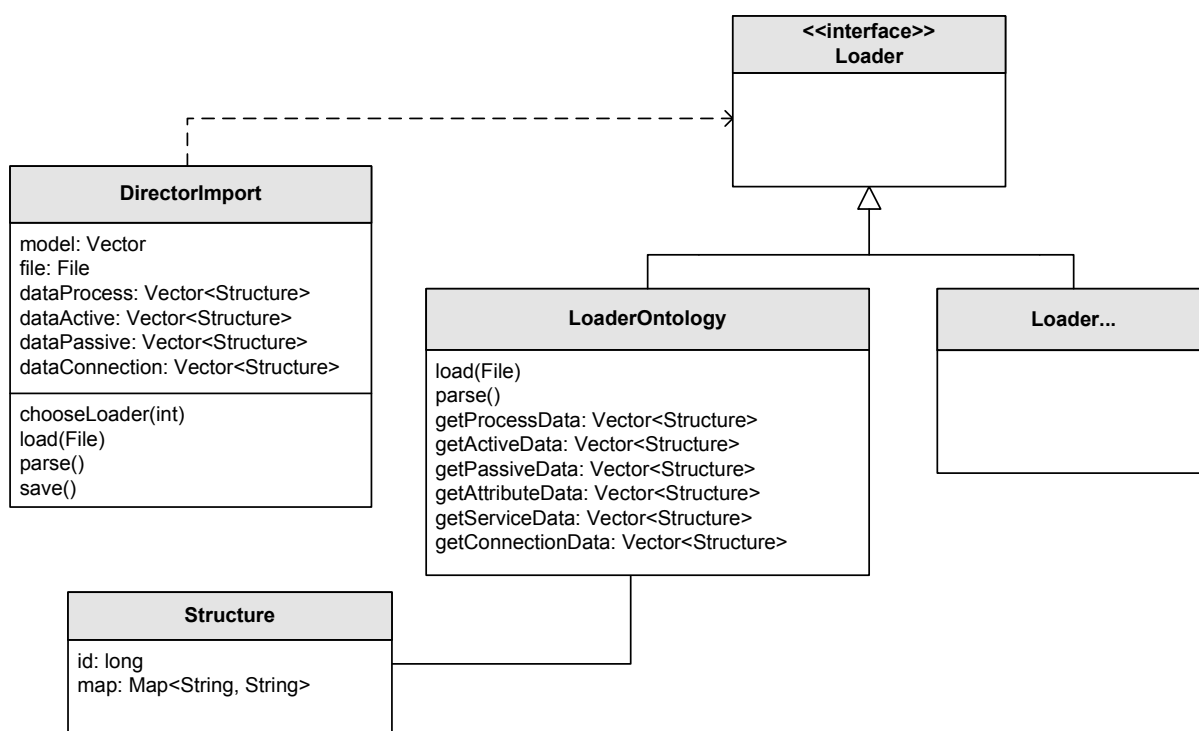 <<interface>>
Loader
DirectorImport
model: Vector
file: File
dataProcess: Vector<Structure>
dataActive: Vector<Structure>
dataPassive: Vector<Structure>
dataConnection: Vector<Structure>
chooseLoader(int)
load(File)
parse()
save()
LoaderOntology
load(File)
parse()
getProcessData: Vector<Structure>
getActiveData: Vector<Structure>
getPassiveData: Vector<Structure>
getAttributeData: Vector<Structure>
getServiceData: Vector<Structure>
getConnectionData: Vector<Structure>
Loader...
Structure
id: long
map: Map<String, String>